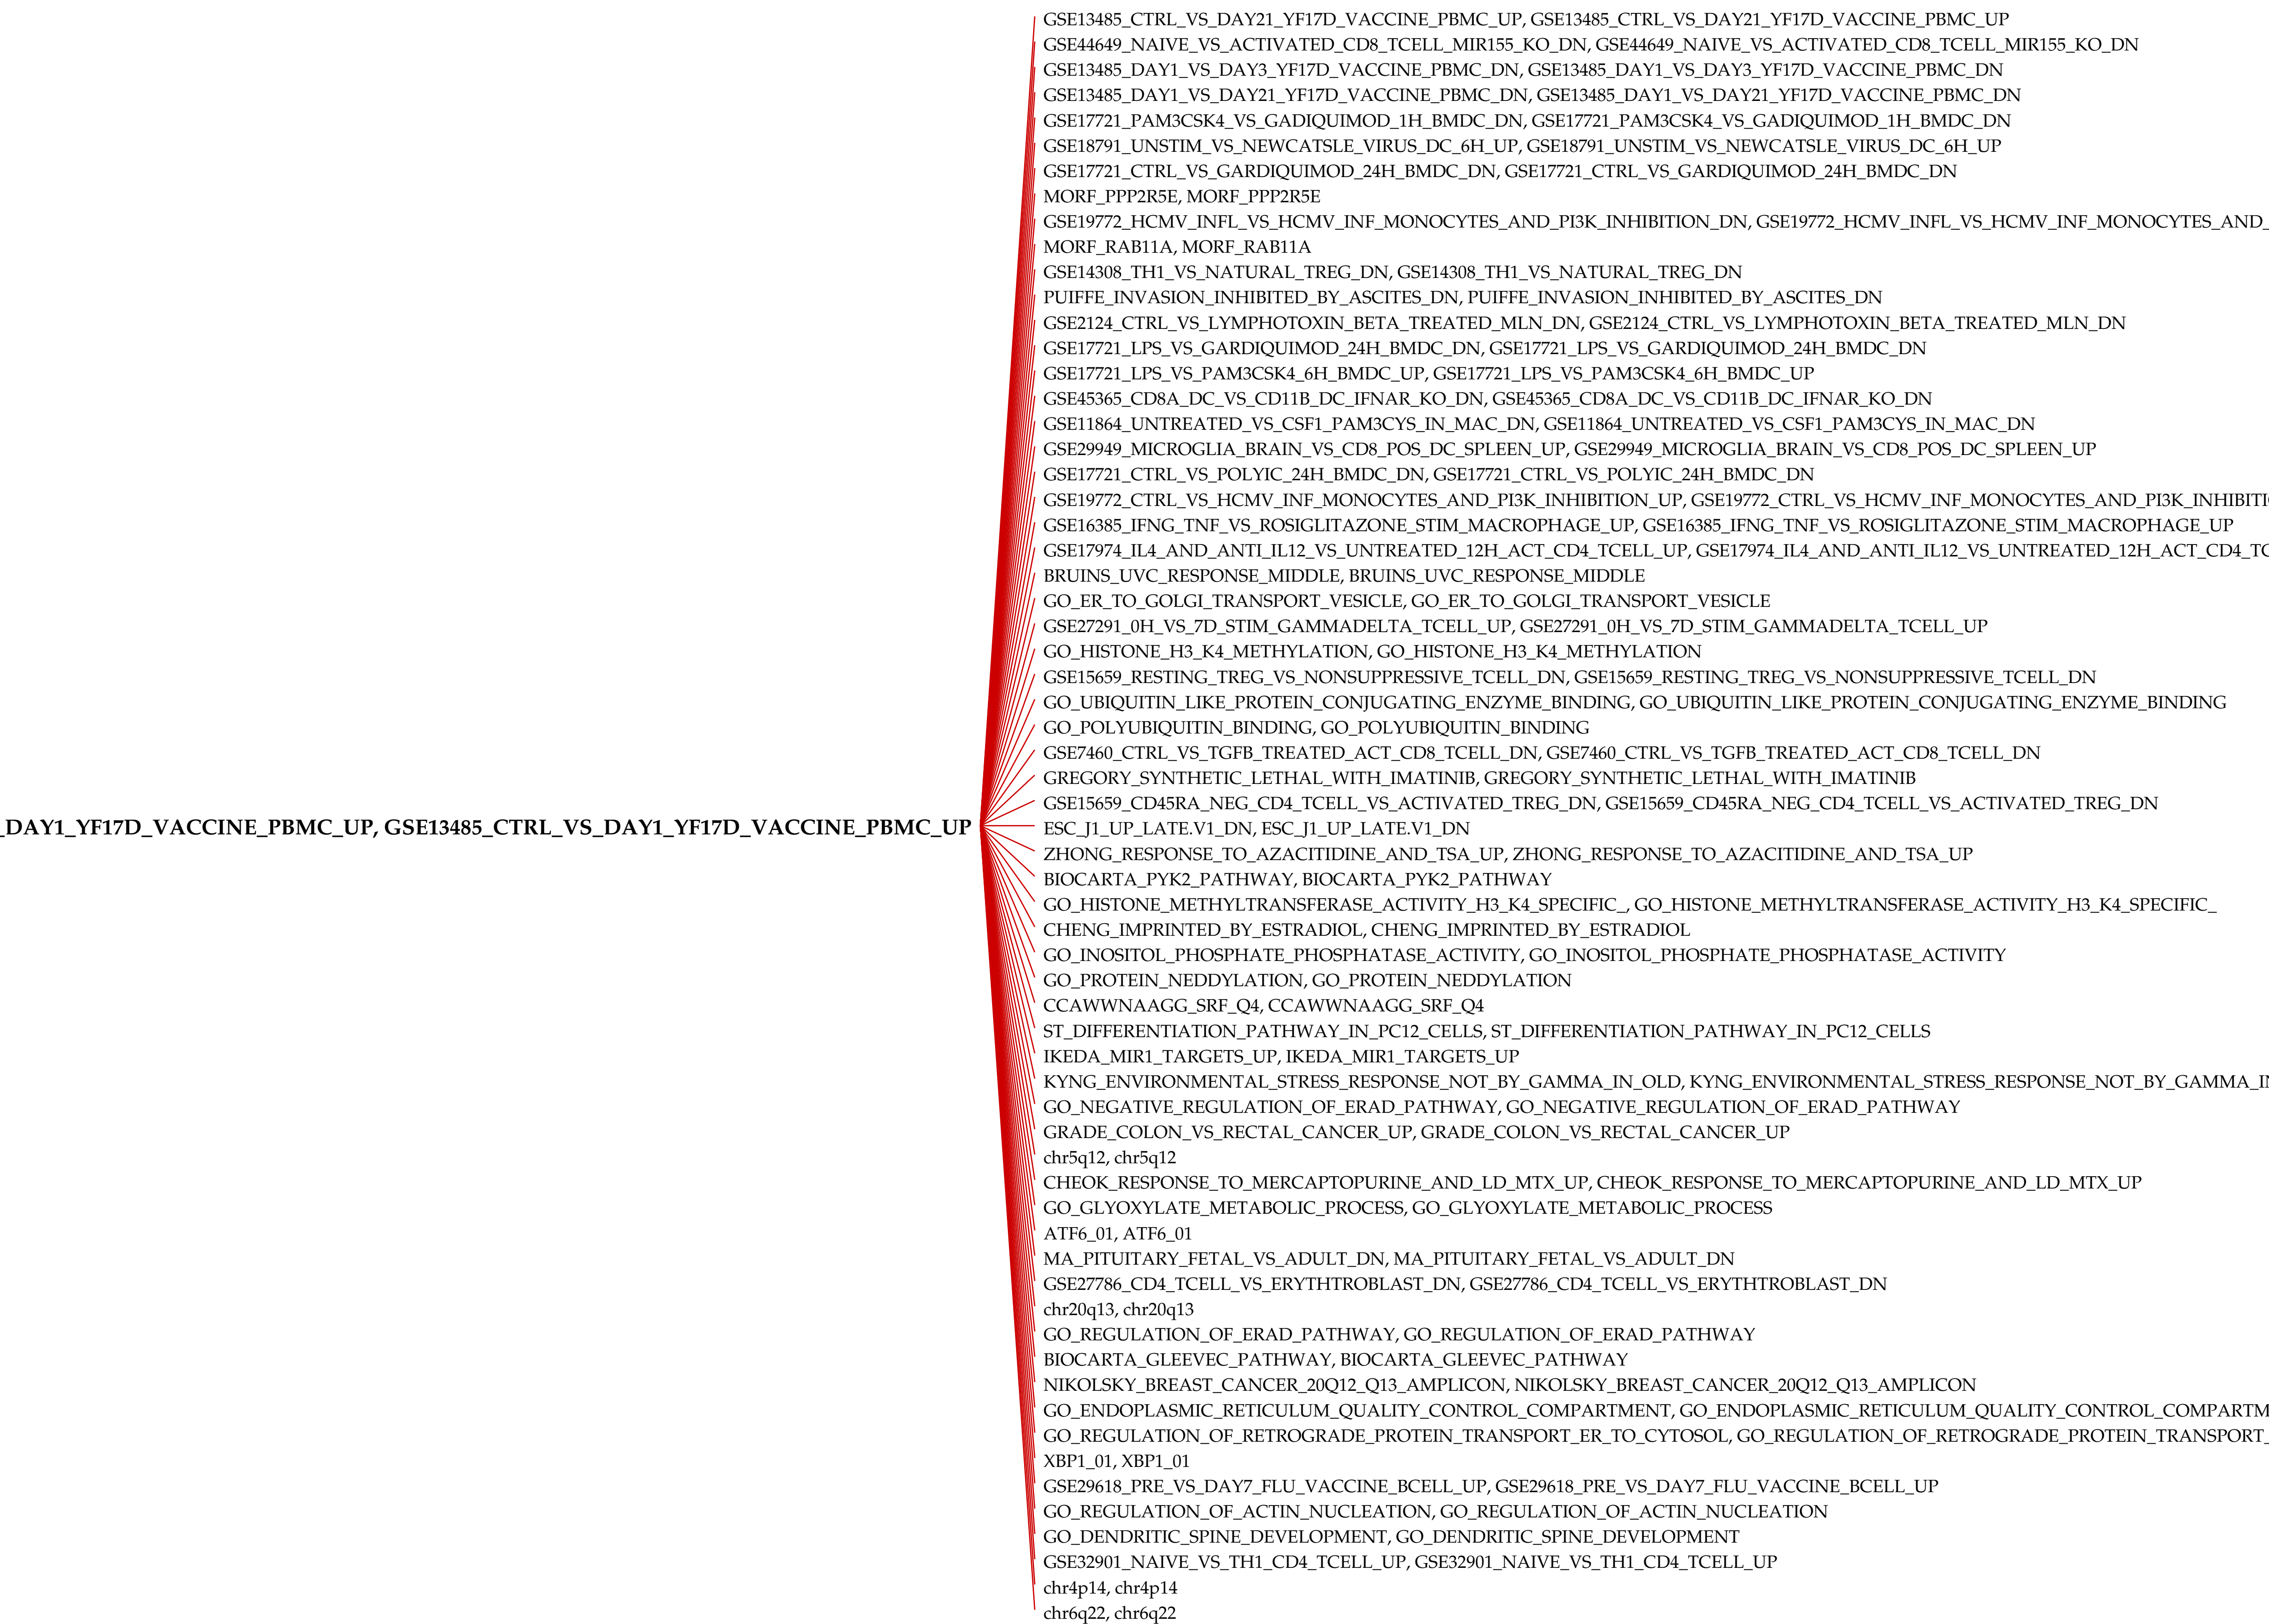 GSE13485_CTRL_VS_DAY21_YF17D_VACCINE_PBMC_UP, GSE13485_CTRL_VS_DAY21_YF17D_VACCINE_PBMC_UP
GSE44649_NAIVE_VS_ACTIVATED_CD8_TCELL_MIR155_KO_DN, GSE44649_NAIVE_VS_ACTIVATED_CD8_TCELL_MIR155_KO_DN
GSE13485_DAY1_VS_DAY3_YF17D_VACCINE_PBMC_DN, GSE13485_DAY1_VS_DAY3_YF17D_VACCINE_PBMC_DN
GSE13485_DAY1_VS_DAY21_YF17D_VACCINE_PBMC_DN, GSE13485_DAY1_VS_DAY21_YF17D_VACCINE_PBMC_DN
GSE17721_PAM3CSK4_VS_GADIQUIMOD_1H_BMDC_DN, GSE17721_PAM3CSK4_VS_GADIQUIMOD_1H_BMDC_DN
GSE18791_UNSTIM_VS_NEWCATSLE_VIRUS_DC_6H_UP, GSE18791_UNSTIM_VS_NEWCATSLE_VIRUS_DC_6H_UP
GSE17721_CTRL_VS_GARDIQUIMOD_24H_BMDC_DN, GSE17721_CTRL_VS_GARDIQUIMOD_24H_BMDC_DN
MORF_PPP2R5E, MORF_PPP2R5E
GSE19772_HCMV_INFL_VS_HCMV_INF_MONOCYTES_AND_PI3K_INHIBITION_DN, GSE19772_HCMV_INFL_VS_HCMV_INF_MONOCYTES_AND_
MORF_RAB11A, MORF_RAB11A
GSE14308_TH1_VS_NATURAL_TREG_DN, GSE14308_TH1_VS_NATURAL_TREG_DN
PUIFFE_INVASION_INHIBITED_BY_ASCITES_DN, PUIFFE_INVASION_INHIBITED_BY_ASCITES_DN
GSE2124_CTRL_VS_LYMPHOTOXIN_BETA_TREATED_MLN_DN, GSE2124_CTRL_VS_LYMPHOTOXIN_BETA_TREATED_MLN_DN
GSE17721_LPS_VS_GARDIQUIMOD_24H_BMDC_DN, GSE17721_LPS_VS_GARDIQUIMOD_24H_BMDC_DN
GSE17721_LPS_VS_PAM3CSK4_6H_BMDC_UP, GSE17721_LPS_VS_PAM3CSK4_6H_BMDC_UP
GSE45365_CD8A_DC_VS_CD11B_DC_IFNAR_KO_DN, GSE45365_CD8A_DC_VS_CD11B_DC_IFNAR_KO_DN
GSE11864_UNTREATED_VS_CSF1_PAM3CYS_IN_MAC_DN, GSE11864_UNTREATED_VS_CSF1_PAM3CYS_IN_MAC_DN
GSE29949_MICROGLIA_BRAIN_VS_CD8_POS_DC_SPLEEN_UP, GSE29949_MICROGLIA_BRAIN_VS_CD8_POS_DC_SPLEEN_UP
GSE17721_CTRL_VS_POLYIC_24H_BMDC_DN, GSE17721_CTRL_VS_POLYIC_24H_BMDC_DN
GSE19772_CTRL_VS_HCMV_INF_MONOCYTES_AND_PI3K_INHIBITION_UP, GSE19772_CTRL_VS_HCMV_INF_MONOCYTES_AND_PI3K_INHIBITI
GSE16385_IFNG_TNF_VS_ROSIGLITAZONE_STIM_MACROPHAGE_UP, GSE16385_IFNG_TNF_VS_ROSIGLITAZONE_STIM_MACROPHAGE_UP
GSE17974_IL4_AND_ANTI_IL12_VS_UNTREATED_12H_ACT_CD4_TCELL_UP, GSE17974_IL4_AND_ANTI_IL12_VS_UNTREATED_12H_ACT_CD4_TC
BRUINS_UVC_RESPONSE_MIDDLE, BRUINS_UVC_RESPONSE_MIDDLE
GO_ER_TO_GOLGI_TRANSPORT_VESICLE, GO_ER_TO_GOLGI_TRANSPORT_VESICLE
GSE27291_0H_VS_7D_STIM_GAMMADELTA_TCELL_UP, GSE27291_0H_VS_7D_STIM_GAMMADELTA_TCELL_UP
GO_HISTONE_H3_K4_METHYLATION, GO_HISTONE_H3_K4_METHYLATION
GSE15659_RESTING_TREG_VS_NONSUPPRESSIVE_TCELL_DN, GSE15659_RESTING_TREG_VS_NONSUPPRESSIVE_TCELL_DN
GO_UBIQUITIN_LIKE_PROTEIN_CONJUGATING_ENZYME_BINDING, GO_UBIQUITIN_LIKE_PROTEIN_CONJUGATING_ENZYME_BINDING
GO_POLYUBIQUITIN_BINDING, GO_POLYUBIQUITIN_BINDING
GSE7460_CTRL_VS_TGFB_TREATED_ACT_CD8_TCELL_DN, GSE7460_CTRL_VS_TGFB_TREATED_ACT_CD8_TCELL_DN
GREGORY_SYNTHETIC_LETHAL_WITH_IMATINIB, GREGORY_SYNTHETIC_LETHAL_WITH_IMATINIB
GSE15659_CD45RA_NEG_CD4_TCELL_VS_ACTIVATED_TREG_DN, GSE15659_CD45RA_NEG_CD4_TCELL_VS_ACTIVATED_TREG_DN
_DAY1_YF17D_VACCINE_PBMC_UP, GSE13485_CTRL_VS_DAY1_YF17D_VACCINE_PBMC_UP
ESC_J1_UP_LATE.V1_DN, ESC_J1_UP_LATE.V1_DN
ZHONG_RESPONSE_TO_AZACITIDINE_AND_TSA_UP, ZHONG_RESPONSE_TO_AZACITIDINE_AND_TSA_UP
BIOCARTA_PYK2_PATHWAY, BIOCARTA_PYK2_PATHWAY
GO_HISTONE_METHYLTRANSFERASE_ACTIVITY_H3_K4_SPECIFIC_, GO_HISTONE_METHYLTRANSFERASE_ACTIVITY_H3_K4_SPECIFIC_
CHENG_IMPRINTED_BY_ESTRADIOL, CHENG_IMPRINTED_BY_ESTRADIOL
GO_INOSITOL_PHOSPHATE_PHOSPHATASE_ACTIVITY, GO_INOSITOL_PHOSPHATE_PHOSPHATASE_ACTIVITY
GO_PROTEIN_NEDDYLATION, GO_PROTEIN_NEDDYLATION
CCAWWNAAGG_SRF_Q4, CCAWWNAAGG_SRF_Q4
ST_DIFFERENTIATION_PATHWAY_IN_PC12_CELLS, ST_DIFFERENTIATION_PATHWAY_IN_PC12_CELLS
IKEDA_MIR1_TARGETS_UP, IKEDA_MIR1_TARGETS_UP
KYNG_ENVIRONMENTAL_STRESS_RESPONSE_NOT_BY_GAMMA_IN_OLD, KYNG_ENVIRONMENTAL_STRESS_RESPONSE_NOT_BY_GAMMA_IN
GO_NEGATIVE_REGULATION_OF_ERAD_PATHWAY, GO_NEGATIVE_REGULATION_OF_ERAD_PATHWAY
GRADE_COLON_VS_RECTAL_CANCER_UP, GRADE_COLON_VS_RECTAL_CANCER_UP
chr5q12, chr5q12
CHEOK_RESPONSE_TO_MERCAPTOPURINE_AND_LD_MTX_UP, CHEOK_RESPONSE_TO_MERCAPTOPURINE_AND_LD_MTX_UP
GO_GLYOXYLATE_METABOLIC_PROCESS, GO_GLYOXYLATE_METABOLIC_PROCESS
ATF6_01, ATF6_01
MA_PITUITARY_FETAL_VS_ADULT_DN, MA_PITUITARY_FETAL_VS_ADULT_DN
GSE27786_CD4_TCELL_VS_ERYTHTROBLAST_DN, GSE27786_CD4_TCELL_VS_ERYTHTROBLAST_DN
chr20q13, chr20q13
GO_REGULATION_OF_ERAD_PATHWAY, GO_REGULATION_OF_ERAD_PATHWAY
BIOCARTA_GLEEVEC_PATHWAY, BIOCARTA_GLEEVEC_PATHWAY
NIKOLSKY_BREAST_CANCER_20Q12_Q13_AMPLICON, NIKOLSKY_BREAST_CANCER_20Q12_Q13_AMPLICON
GO_ENDOPLASMIC_RETICULUM_QUALITY_CONTROL_COMPARTMENT, GO_ENDOPLASMIC_RETICULUM_QUALITY_CONTROL_COMPARTM
GO_REGULATION_OF_RETROGRADE_PROTEIN_TRANSPORT_ER_TO_CYTOSOL, GO_REGULATION_OF_RETROGRADE_PROTEIN_TRANSPORT_
XBP1_01, XBP1_01
GSE29618_PRE_VS_DAY7_FLU_VACCINE_BCELL_UP, GSE29618_PRE_VS_DAY7_FLU_VACCINE_BCELL_UP
GO_REGULATION_OF_ACTIN_NUCLEATION, GO_REGULATION_OF_ACTIN_NUCLEATION
GO_DENDRITIC_SPINE_DEVELOPMENT, GO_DENDRITIC_SPINE_DEVELOPMENT
GSE32901_NAIVE_VS_TH1_CD4_TCELL_UP, GSE32901_NAIVE_VS_TH1_CD4_TCELL_UP
chr4p14, chr4p14
chr6q22, chr6q22